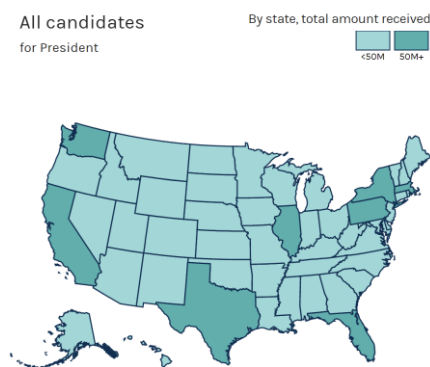 All candidates
for President
By state, total amount received
<50M 50M+